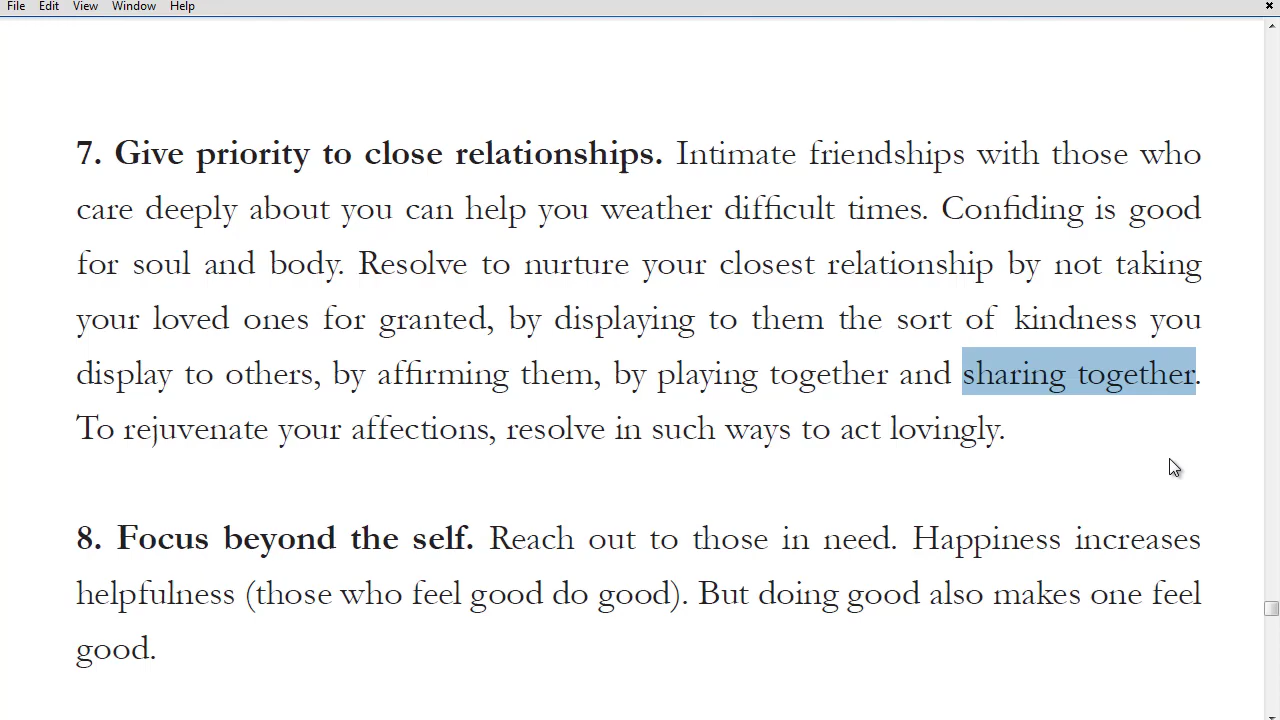 File Edit View Window Help
7. Give priority to close relationships. Intimate friendships with those who
care deeply about you can help you weather difficult times. Confiding is good
for soul and body. Resolve to nurture your closest relationship by not taking
your loved ones for granted, by displaying to them the sort of kindness you
display to others, by affirming them, by playing together and sharing together.
To rejuvenate your affections, resolve in such ways to act lovingly.
8. Focus beyond the self. Reach out to those in need. Happiness increases
helpfulness (those who feel good do good). But doing good also makes one feel
good.